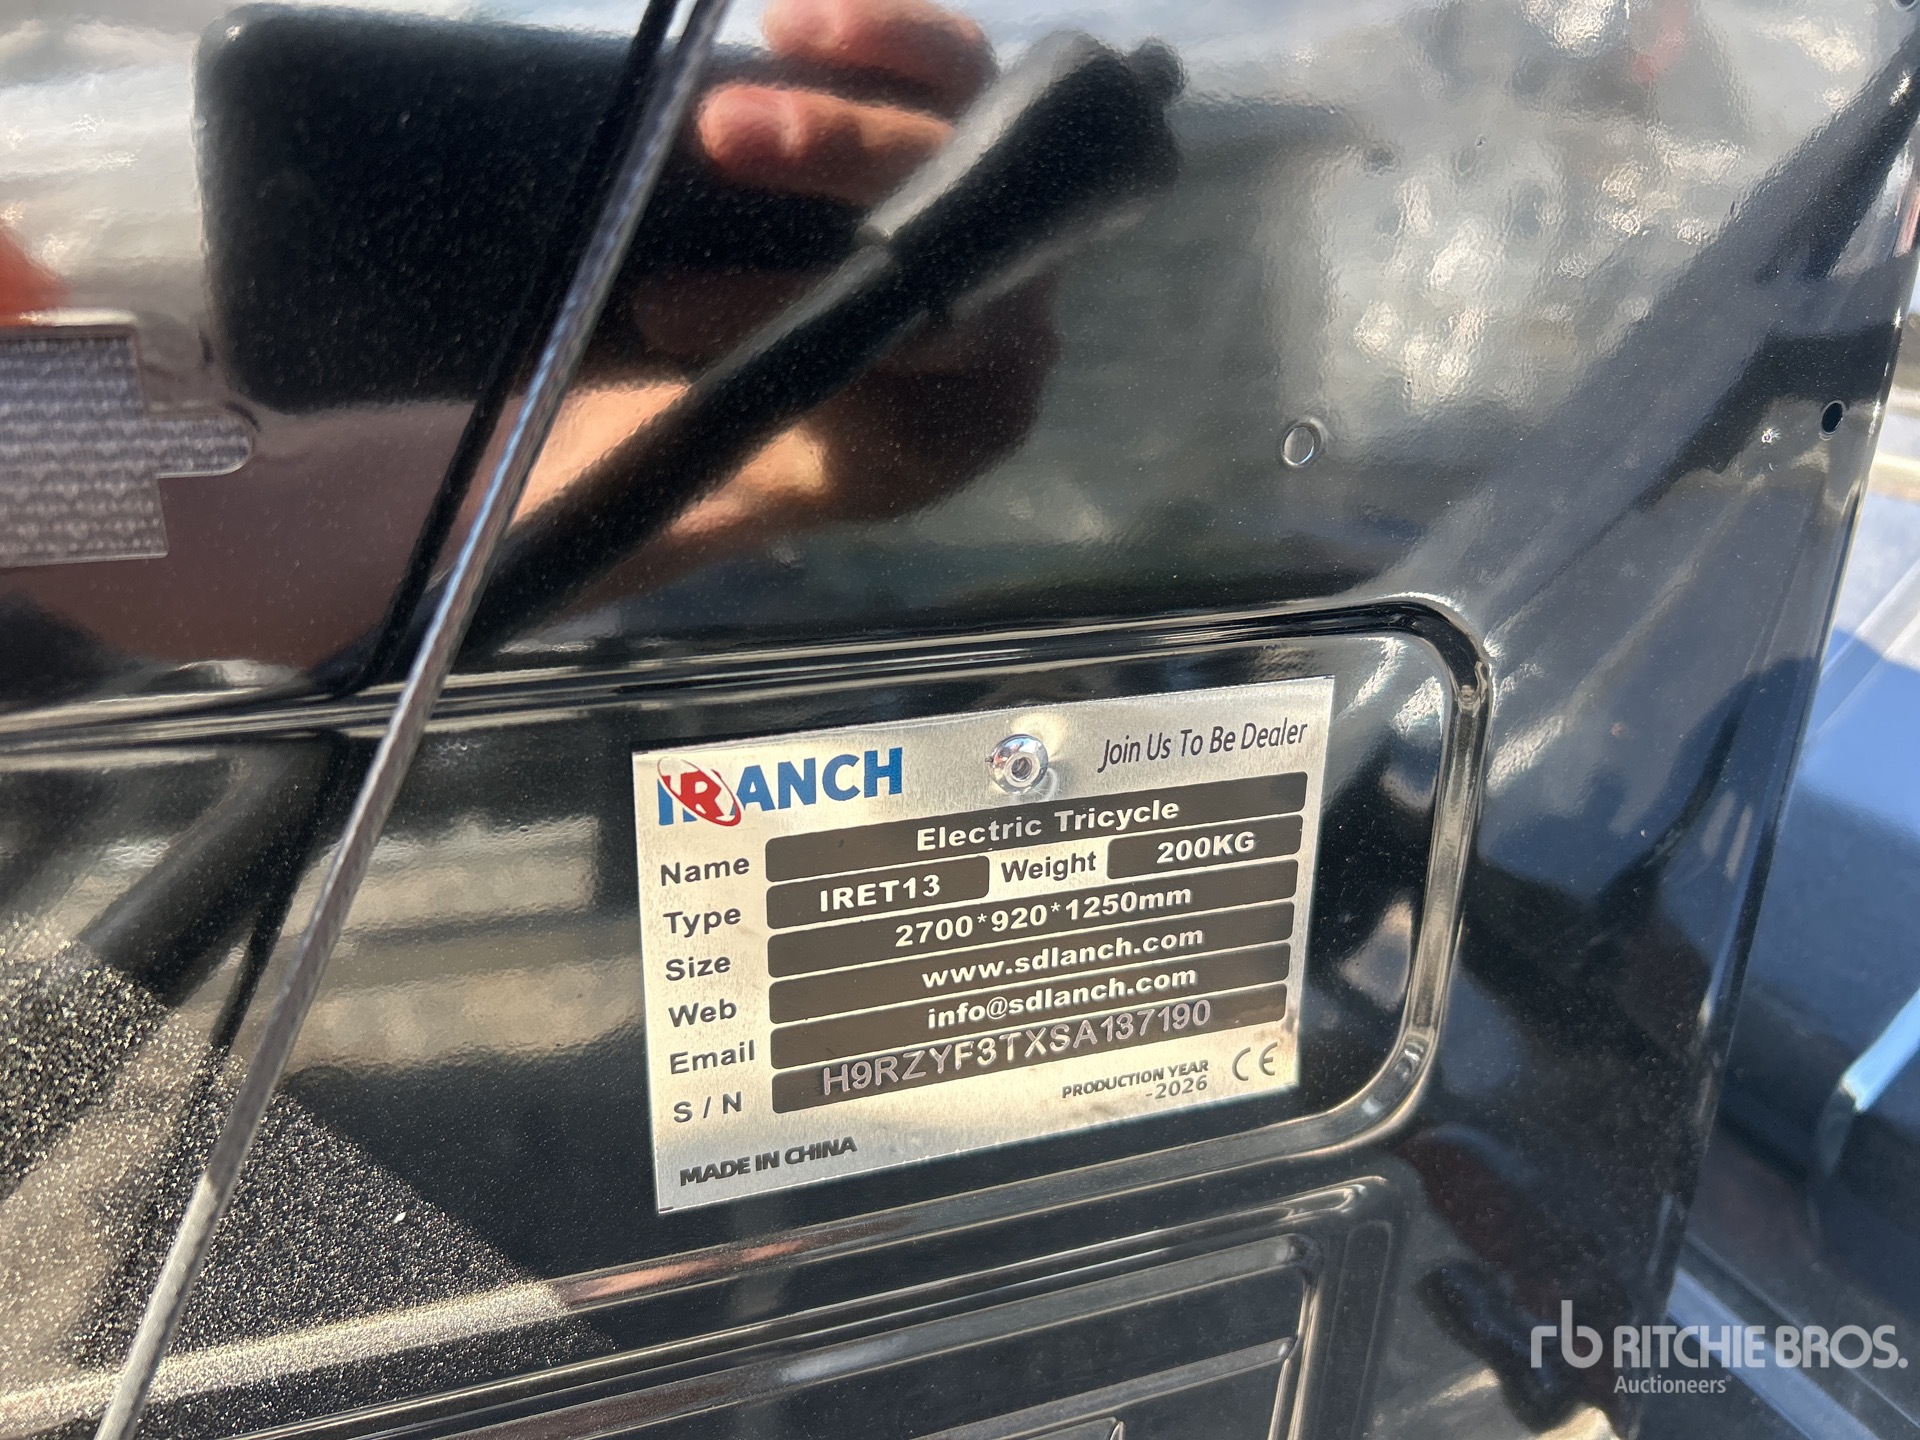 IRANCH Join Us To Be Dealer
Name Electric Tricycle
Type IRET13 Weight 200KG
Size 2700*920*1250mm
Web www.sdlanch.com
Email info@sdlanch.com
S/N H9RZYF3TXSA137190
PRODUCTION YEAR
-2026
CE
MADE IN CHINA
rb RITCHIE BROS.
Auctioneers